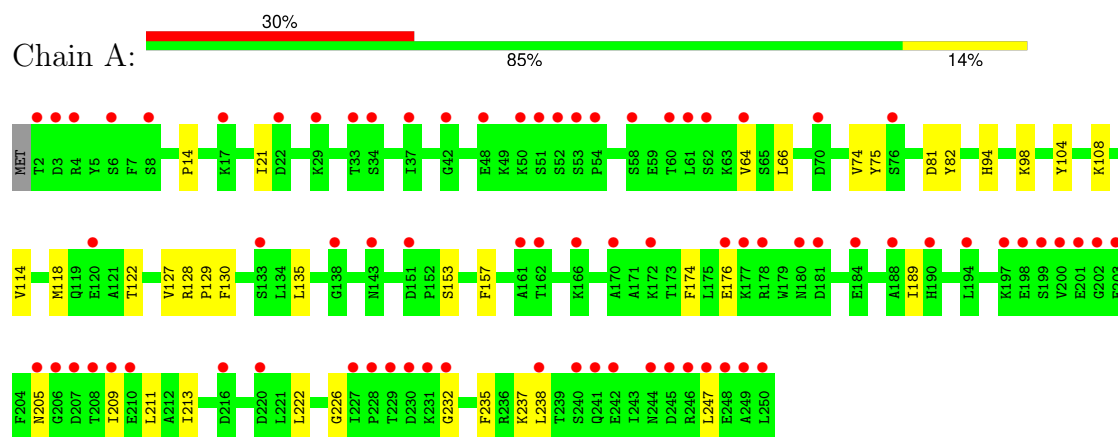 30%
Chain A:
85%
14%
MET T2 D3 R4 Y5 S6 F7 S8 P14 K17 I21 D22 K29 T33 S34 I37 G42 E48 K49 K50 S51 S52 S53 P54 S58 E59 T60 L61 S62 K63 V64 S65 L66 D70 V74 Y75 S76 D81 Y82 H94 K98 Y104 K108
V114 M118 Q119 E120 A121 T122 V127 R128 P129 F130 S133 L134 L135 G138 N143 D151 P152 S153 F157 A161 T162 K166 A170 A171 K172 T173 F174 L175 E176 K177 R178 W179 N180 D181 E184 A188 I189 H190 L194 K197 E198 S199 V200 E201 G202
F204 N205 G206 D207 T208 I209 E210 L211 A212 I213 D216 D220 L221 L222 G226 I227 P228 T229 D230 K231 G232 F235 R236 K237 L238 T239 S240 Q241 E242 I243 N244 D245 R246 L247 E248 A249 L250